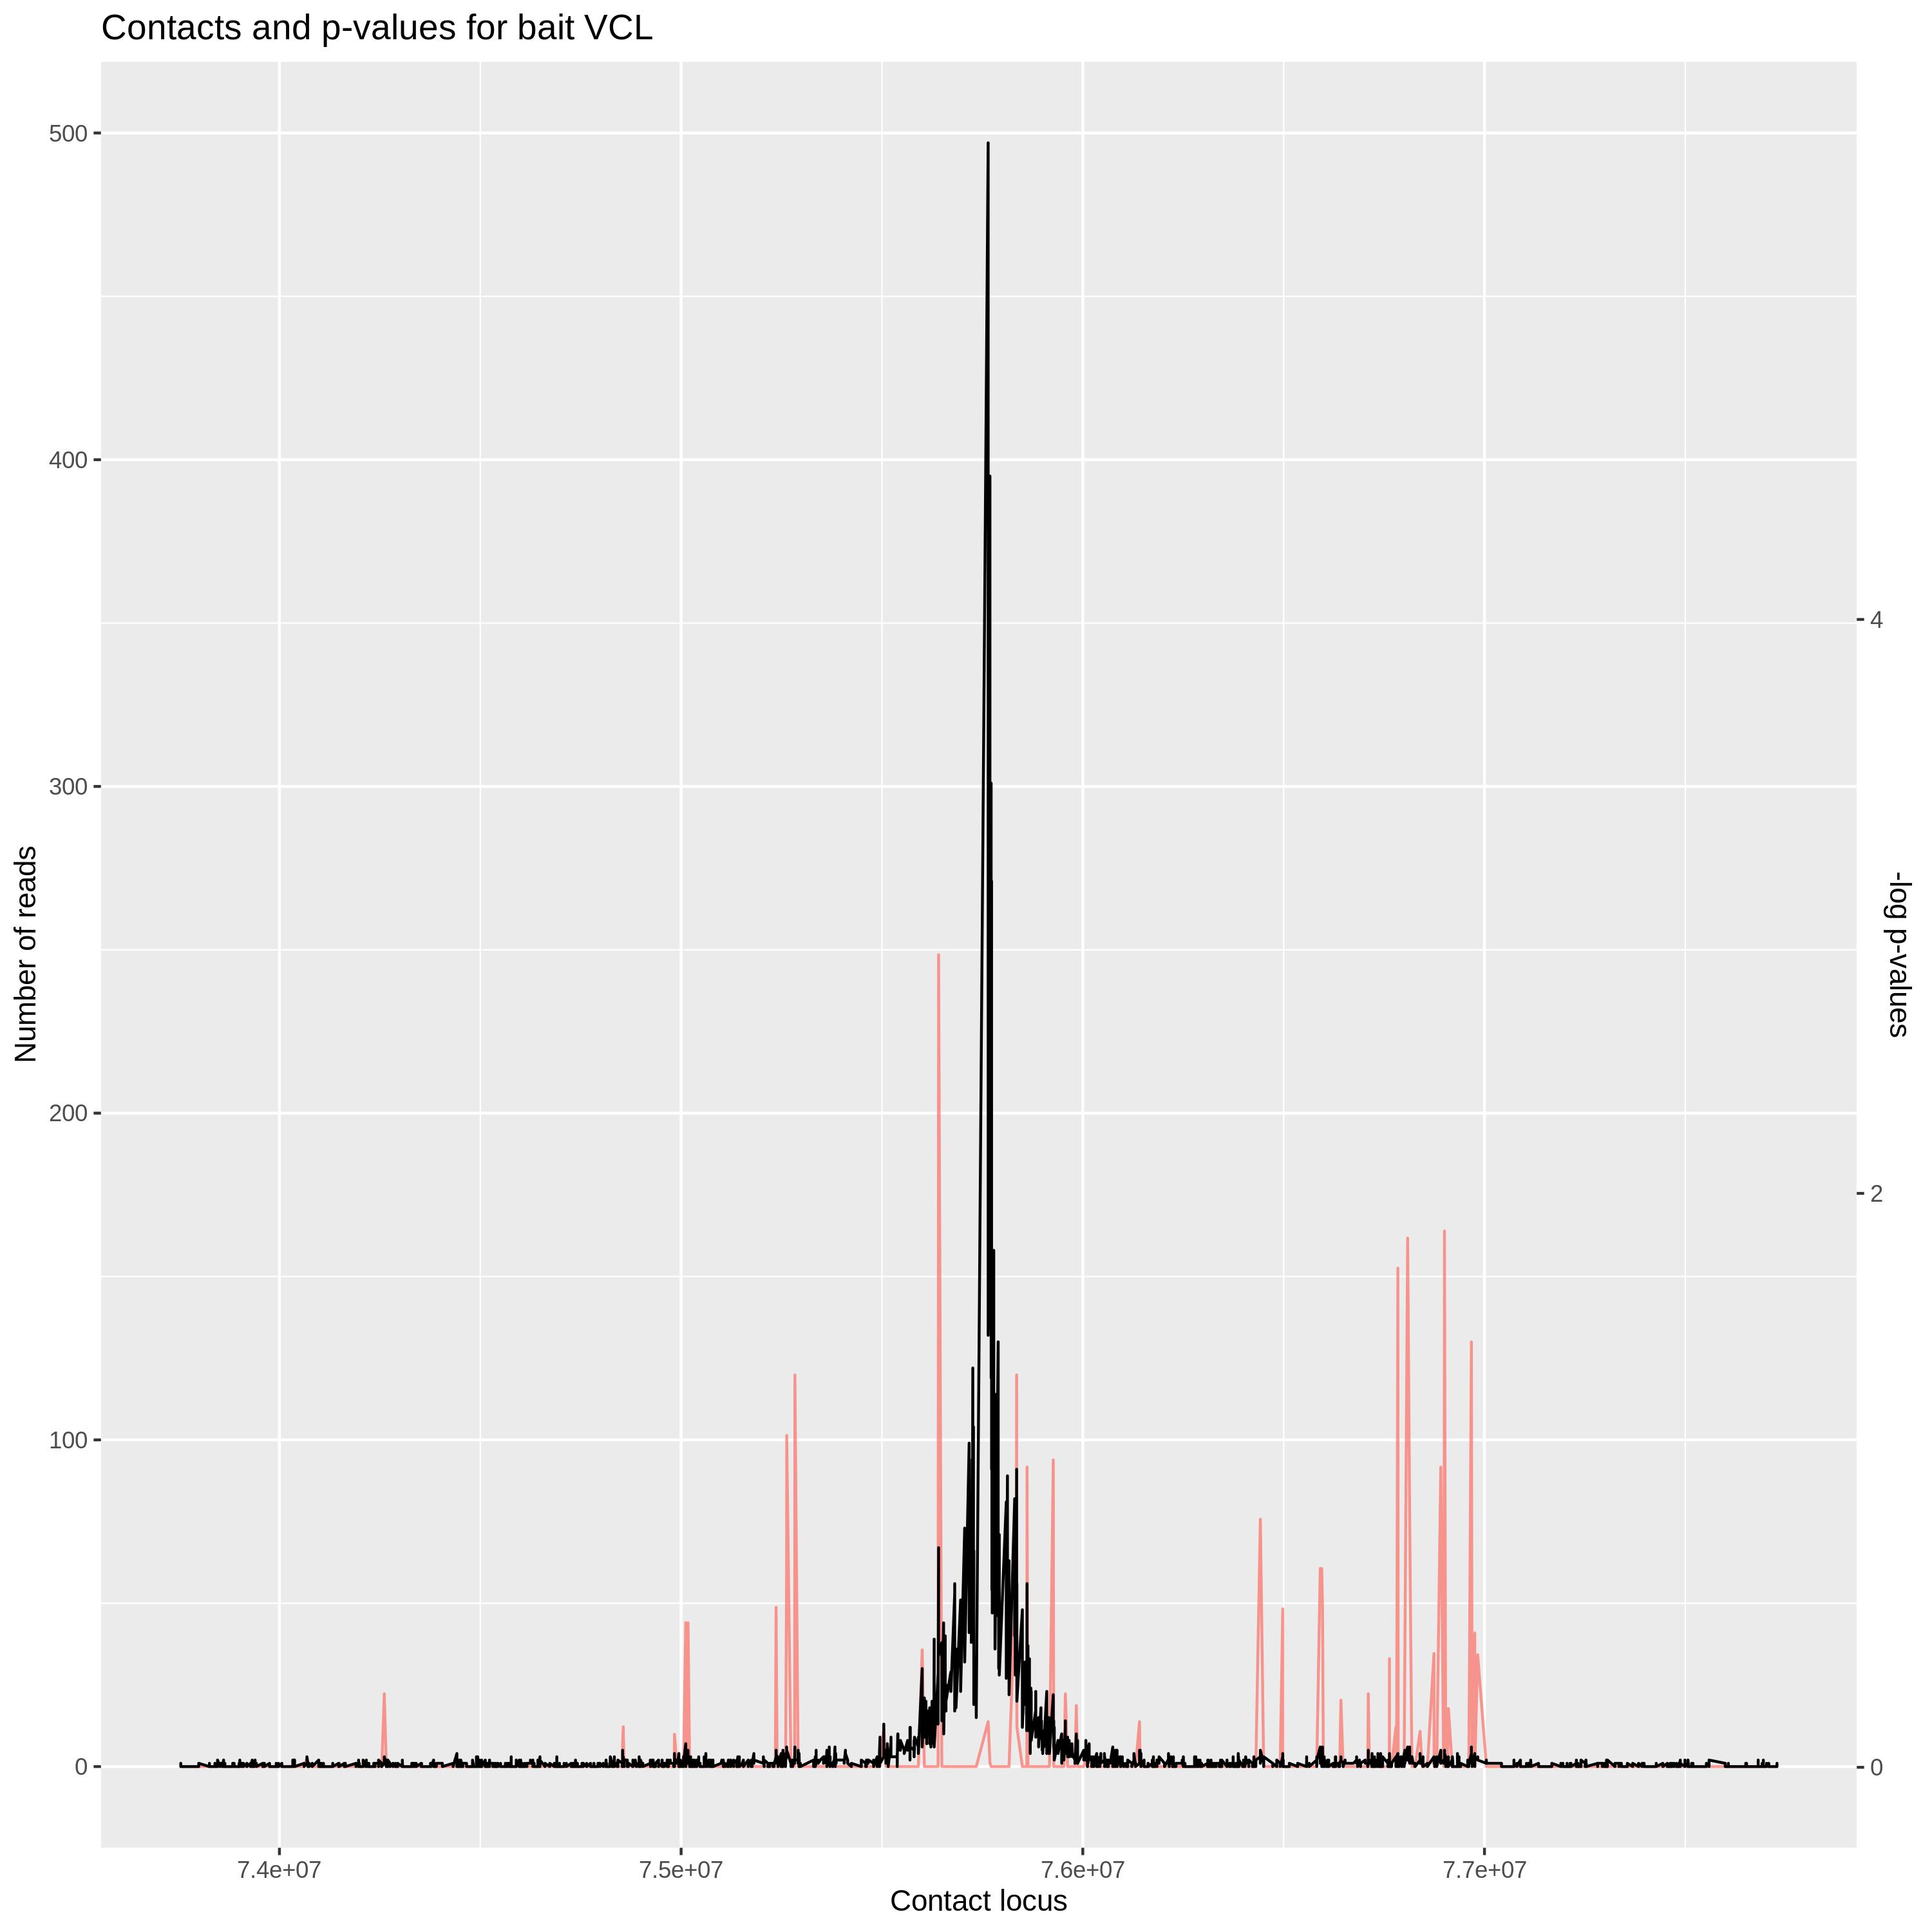 Contacts and p-values for bait VCL
500
400
300
200
100
0
Number of reads
4
2
0
-log p-values
7.4e+07
7.5e+07
7.6e+07
7.7e+07
Contact locus